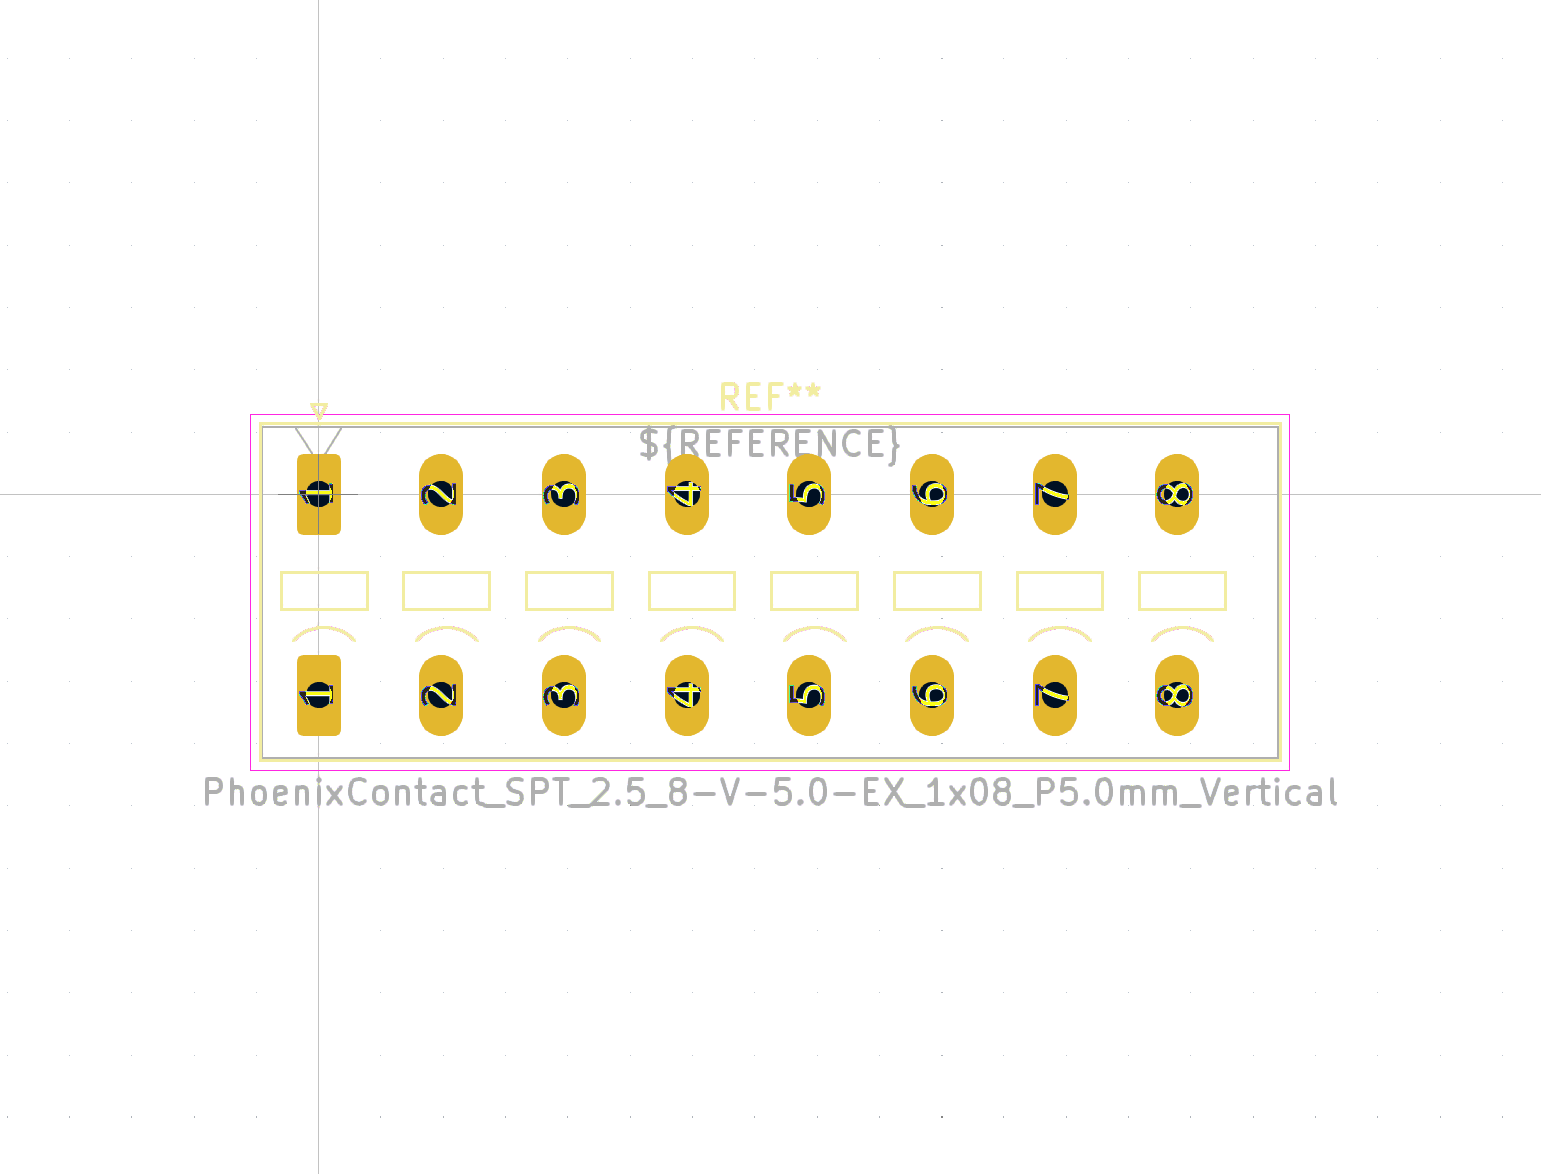 REF**
${REFERENCE}
1 2 3 4 5 6 7 8
1 2 3 4 5 6 7 8
PhoenixContact_SPT_2.5_8-V-5.0-EX_1x08_P5.0mm_Vertical